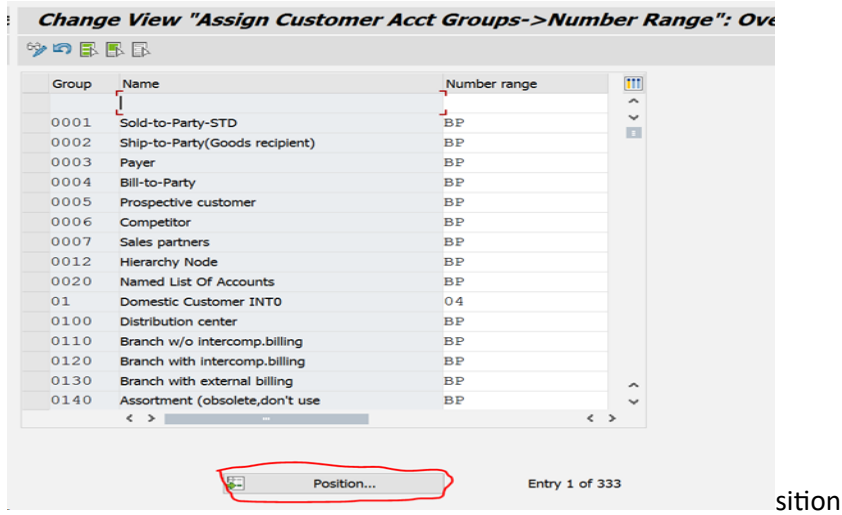 Change View "Assign Customer Acct Groups->Number Range": Ove
Group Name Number range
BP
0001 Sold-to-Party-STD BP
0002 Ship-to-Party(Goods recipient) BP
0003 Payer BP
0004 Bill-to-Party BP
0005 Prospective customer BP
0006 Competitor BP
0007 Sales partners BP
0012 Hierarchy Node BP
0020 Named List Of Accounts BP
01 Domestic Customer INT0 04
0100 Distribution center BP
0110 Branch w/o intercomp.billing BP
0120 Branch with intercomp.billing BP
0130 Branch with external billing BP
0140 Assortment (obsolete,don't use BP
Position... Entry 1 of 333
sition